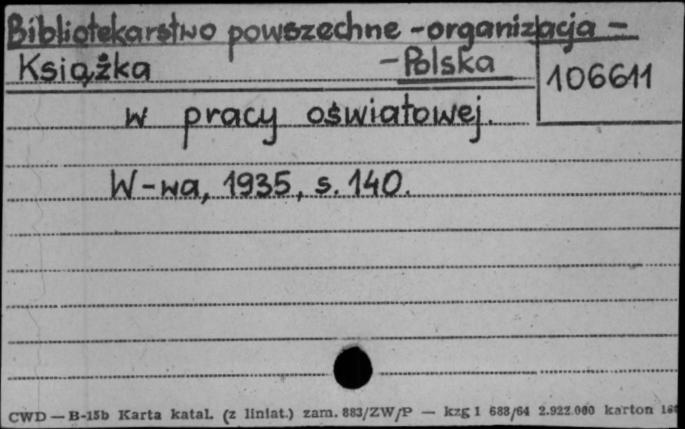 Bibliotekarstwo powszechne - organizacja -
Książka - Polska
106611
w pracy oświatowej.
W-wa, 1935, s. 140.
CWD — B-15b Karta katal. (z liniat.) zam. 883/ZW/P — kzg 1 688/64 2.922.000 karton